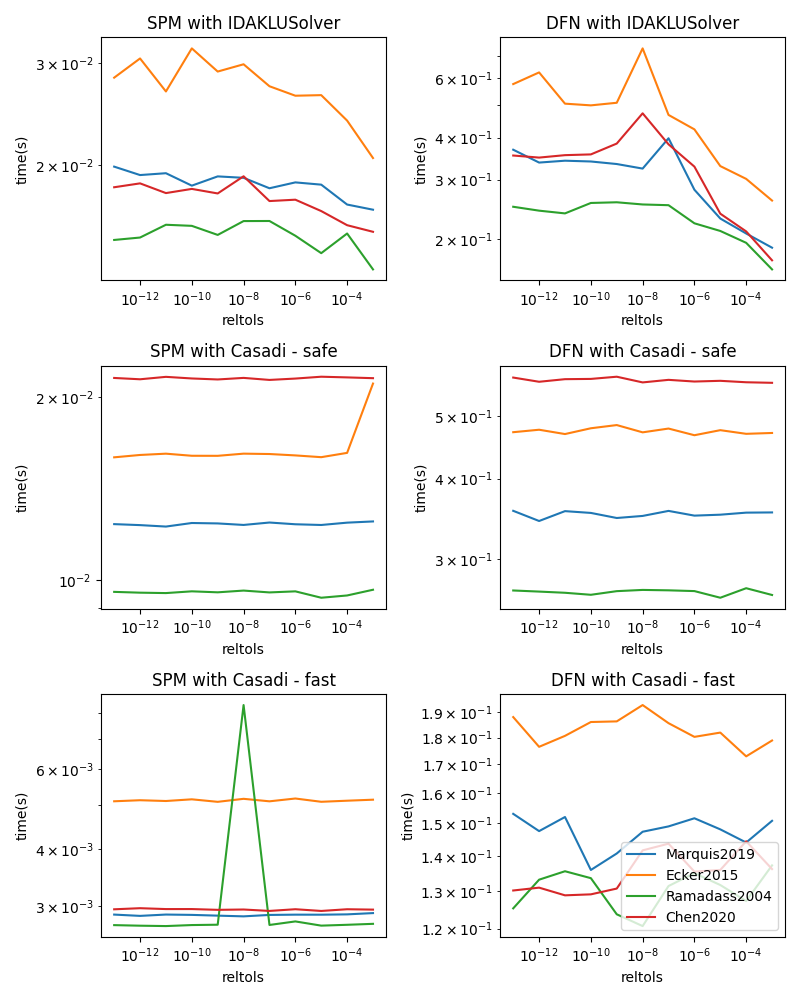 SPM with IDAKLUSolver
3 × 10⁻²
2 × 10⁻²
time(s)
10⁻¹² 10⁻¹⁰ 10⁻⁸ 10⁻⁶ 10⁻⁴
reltols
DFN with IDAKLUSolver
6 × 10⁻¹
4 × 10⁻¹
3 × 10⁻¹
2 × 10⁻¹
time(s)
10⁻¹² 10⁻¹⁰ 10⁻⁸ 10⁻⁶ 10⁻⁴
reltols
SPM with Casadi - safe
2 × 10⁻²
10⁻²
time(s)
10⁻¹² 10⁻¹⁰ 10⁻⁸ 10⁻⁶ 10⁻⁴
reltols
DFN with Casadi - safe
5 × 10⁻¹
4 × 10⁻¹
3 × 10⁻¹
time(s)
10⁻¹² 10⁻¹⁰ 10⁻⁸ 10⁻⁶ 10⁻⁴
reltols
SPM with Casadi - fast
6 × 10⁻³
4 × 10⁻³
3 × 10⁻³
time(s)
10⁻¹² 10⁻¹⁰ 10⁻⁸ 10⁻⁶ 10⁻⁴
reltols
DFN with Casadi - fast
1.9 × 10⁻¹
1.8 × 10⁻¹
1.7 × 10⁻¹
1.6 × 10⁻¹
1.5 × 10⁻¹
1.4 × 10⁻¹
1.3 × 10⁻¹
1.2 × 10⁻¹
time(s)
Marquis2019
Ecker2015
Ramadass2004
Chen2020
10⁻¹² 10⁻¹⁰ 10⁻⁸ 10⁻⁶ 10⁻⁴
reltols